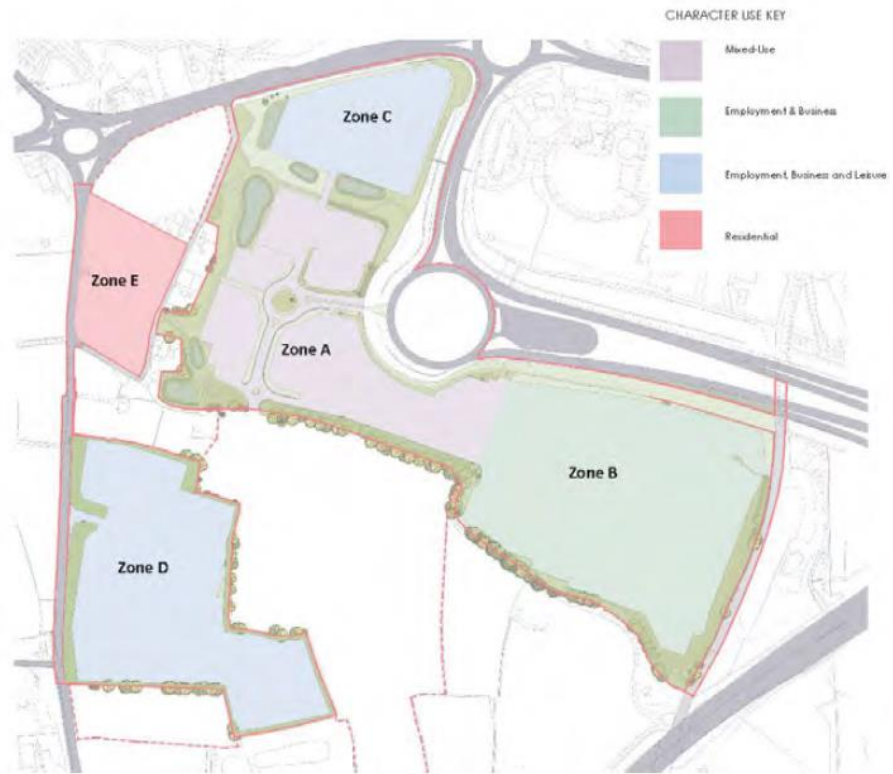 CHARACTER USE KEY
Mixed-Use
Employment & Business
Employment, Business and Leisure
Residential
Zone C
Zone E
Zone A
Zone B
Zone D